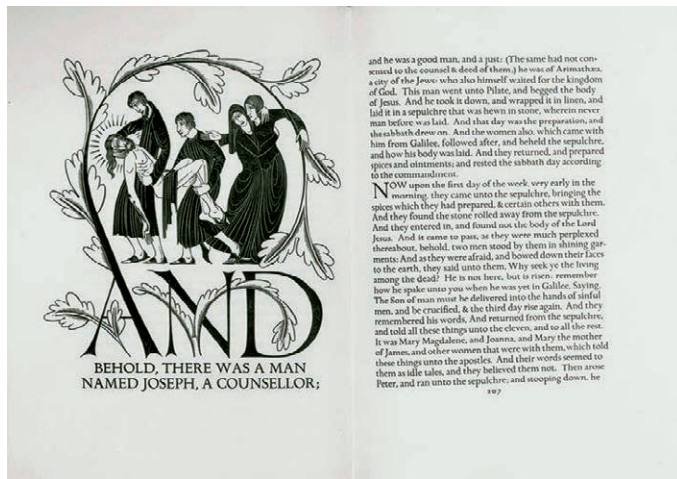 AND
BEHOLD, THERE WAS A MAN
NAMED JOSEPH, A COUNSELLOR;
and he was a good man, and a just: (The same had not con-
sented to the counsel & deed of them;) he was of Arimathæa,
a city of the Jews: who also himself waited for the kingdom
of God. This man went unto Pilate, and begged the body
of Jesus. And he took it down, and wrapped it in linen, and
laid it in a sepulchre that was hewn in stone, wherein never
man before was laid. And that day was the preparation, and
the sabbath drew on. And the women also, which came with
him from Galilee, followed after, and beheld the sepulchre,
and how his body was laid. And they returned, and prepared
spices and ointments; and rested the sabbath day according
to the commandment.
NOW upon the first day of the week, very early in the
morning, they came unto the sepulchre, bringing the
spices which they had prepared, & certain others with them.
And they found the stone rolled away from the sepulchre.
And they entered in, and found not the body of the Lord
Jesus. And it came to pass, as they were much perplexed
thereabout, behold, two men stood by them in shining gar-
ments: And as they were afraid, and bowed down their faces
to the earth, they said unto them, Why seek ye the living
among the dead? He is not here, but is risen: remember
how he spake unto you when he was yet in Galilee, Saying,
The Son of man must be delivered into the hands of sinful
men, and be crucified, & the third day rise again. And they
remembered his words, And returned from the sepulchre,
and told all these things unto the eleven, and to all the rest.
It was Mary Magdalene, and Joanna, and Mary the mother
of James, and other women that were with them, which told
these things unto the apostles. And their words seemed to
them as idle tales, and they believed them not. Then arose
Peter, and ran unto the sepulchre; and stooping down, he
207